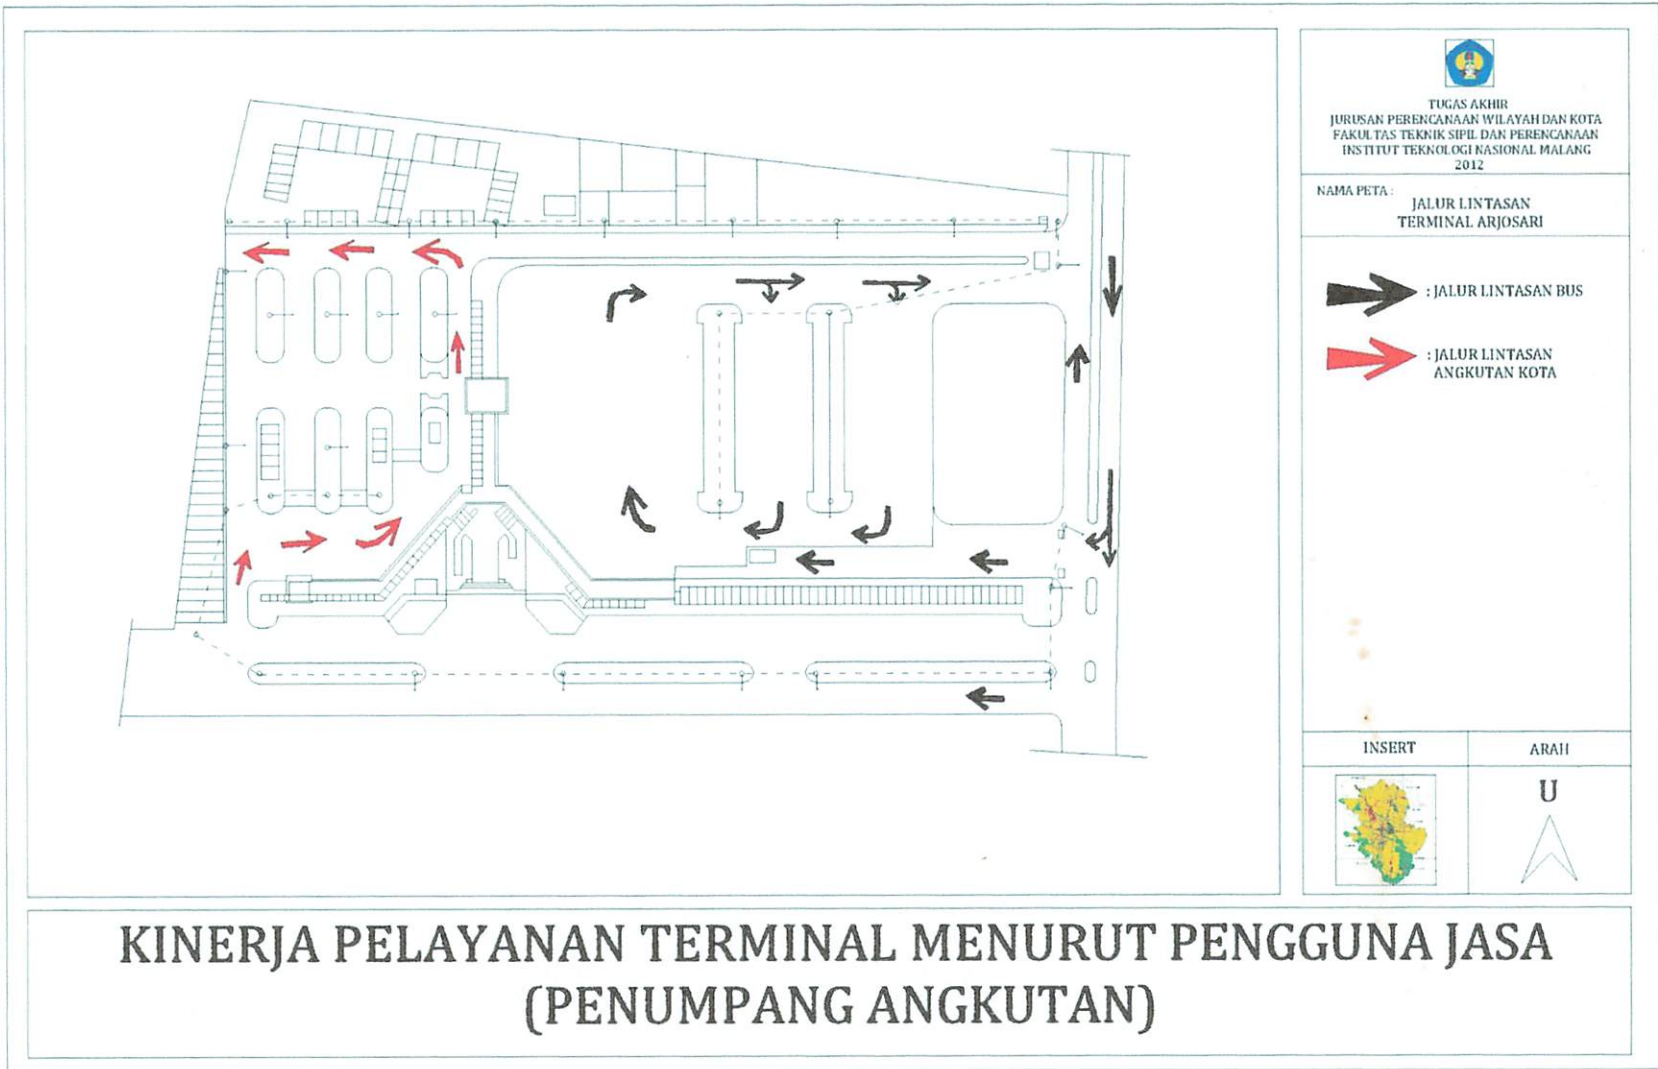 TUGAS AKHIR
JURUSAN PERENCANAAN WILAYAH DAN KOTA
FAKULTAS TEKNIK SIPIL DAN PERENCANAAN
INSTITUT TEKNOLOGI NASIONAL MALANG
2012
NAMA PETA :
JALUR LINTASAN
TERMINAL ARJOSARI
: JALUR LINTASAN BUS
: JALUR LINTASAN
ANGKUTAN KOTA
INSERT
ARAH
U
KINERJA PELAYANAN TERMINAL MENURUT PENGGUNA JASA
(PENUMPANG ANGKUTAN)